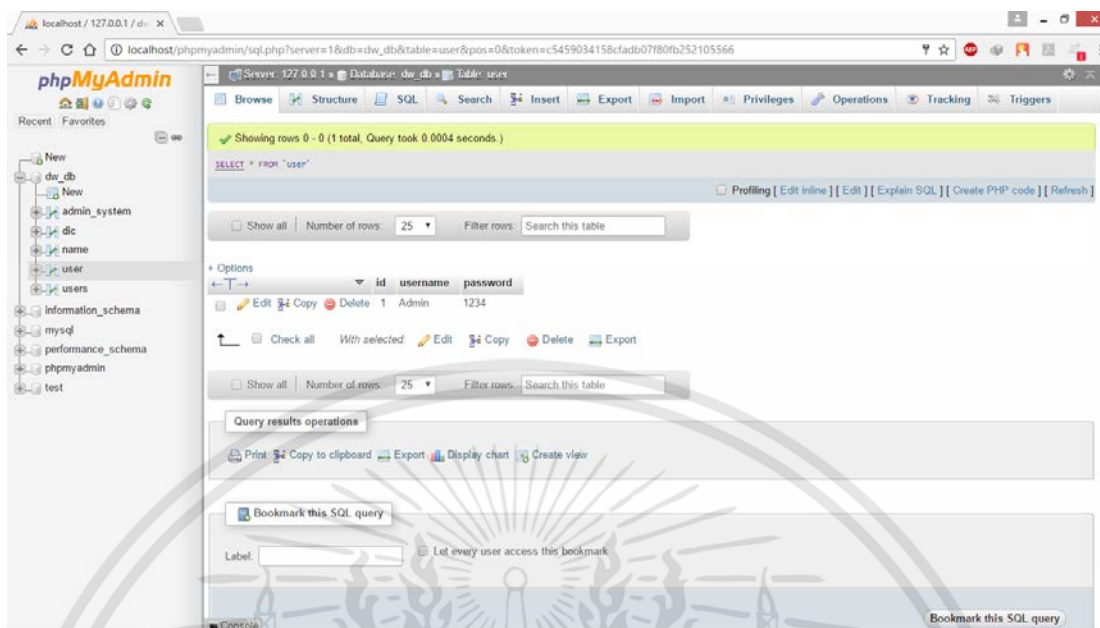 localhost / 127.0.0.1 / d
localhost/phpmyadmin/sql.php?server=1&db=dw_db&table=user&pos=0&token=c5459034158cfadb07f80fb252105566
phpMyAdmin
Recent Favorites
New
dw_db
New
admin_system
dic
name
user
users
information_schema
mysql
performance_schema
phpmyadmin
test
Server: 127.0.0.1 » Database: dw_db » Table: user
Browse Structure SQL Search Insert Export Import Privileges Operations Tracking Triggers
Showing rows 0 - 0 (1 total, Query took 0.0004 seconds.)
SELECT * FROM `user`
Profiling [ Edit inline ] [ Edit ] [ Explain SQL ] [ Create PHP code ] [ Refresh ]
Show all Number of rows: 25 Filter rows: Search this table
+ Options
←T→ id username password
Edit Copy Delete 1 Admin 1234
Check all With selected: Edit Copy Delete Export
Show all Number of rows: 25 Filter rows: Search this table
Query results operations
Print Copy to clipboard Export Display chart Create view
Bookmark this SQL query
Label: Let every user access this bookmark
Bookmark this SQL query
Console